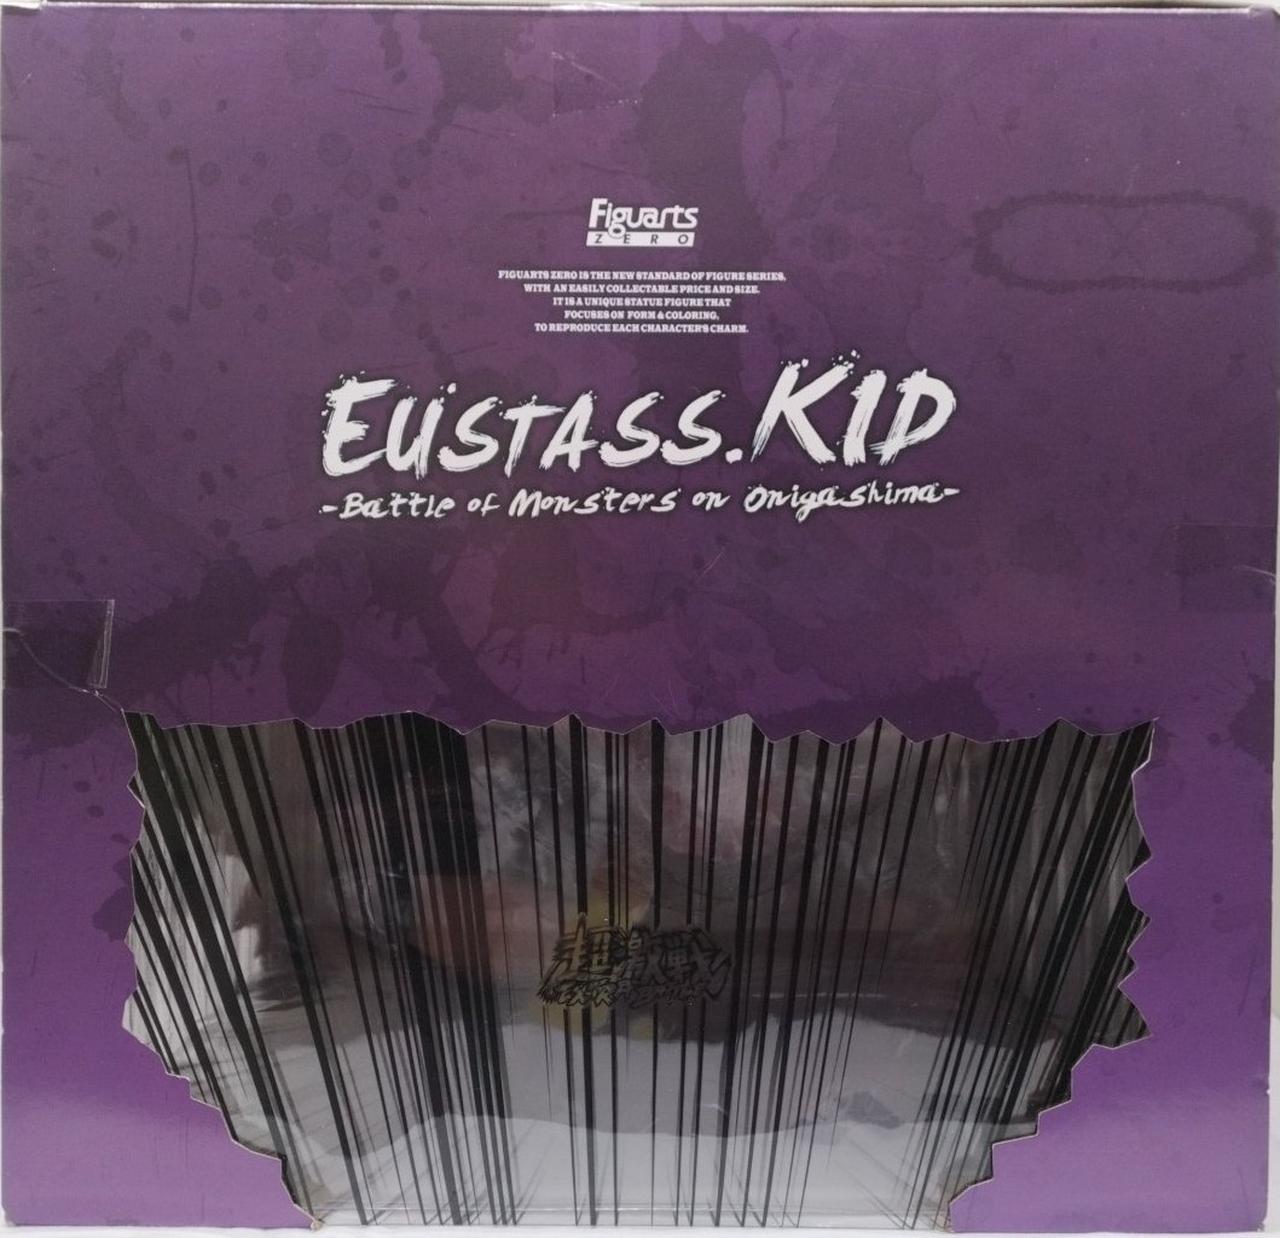 Figuarts
ZERO
FIGUARTS ZERO IS THE NEW STANDARD OF FIGURE SERIES,
WITH AN EASILY COLLECTABLE PRICE AND SIZE.
IT IS A UNIQUE STATUE FIGURE THAT
FOCUSES ON FORM & COLORING,
TO REPRODUCE EACH CHARACTER'S CHARM.
EUSTASS.KID
-Battle of Monsters on Onigashima-
超激戦
EXTRA BATTLE